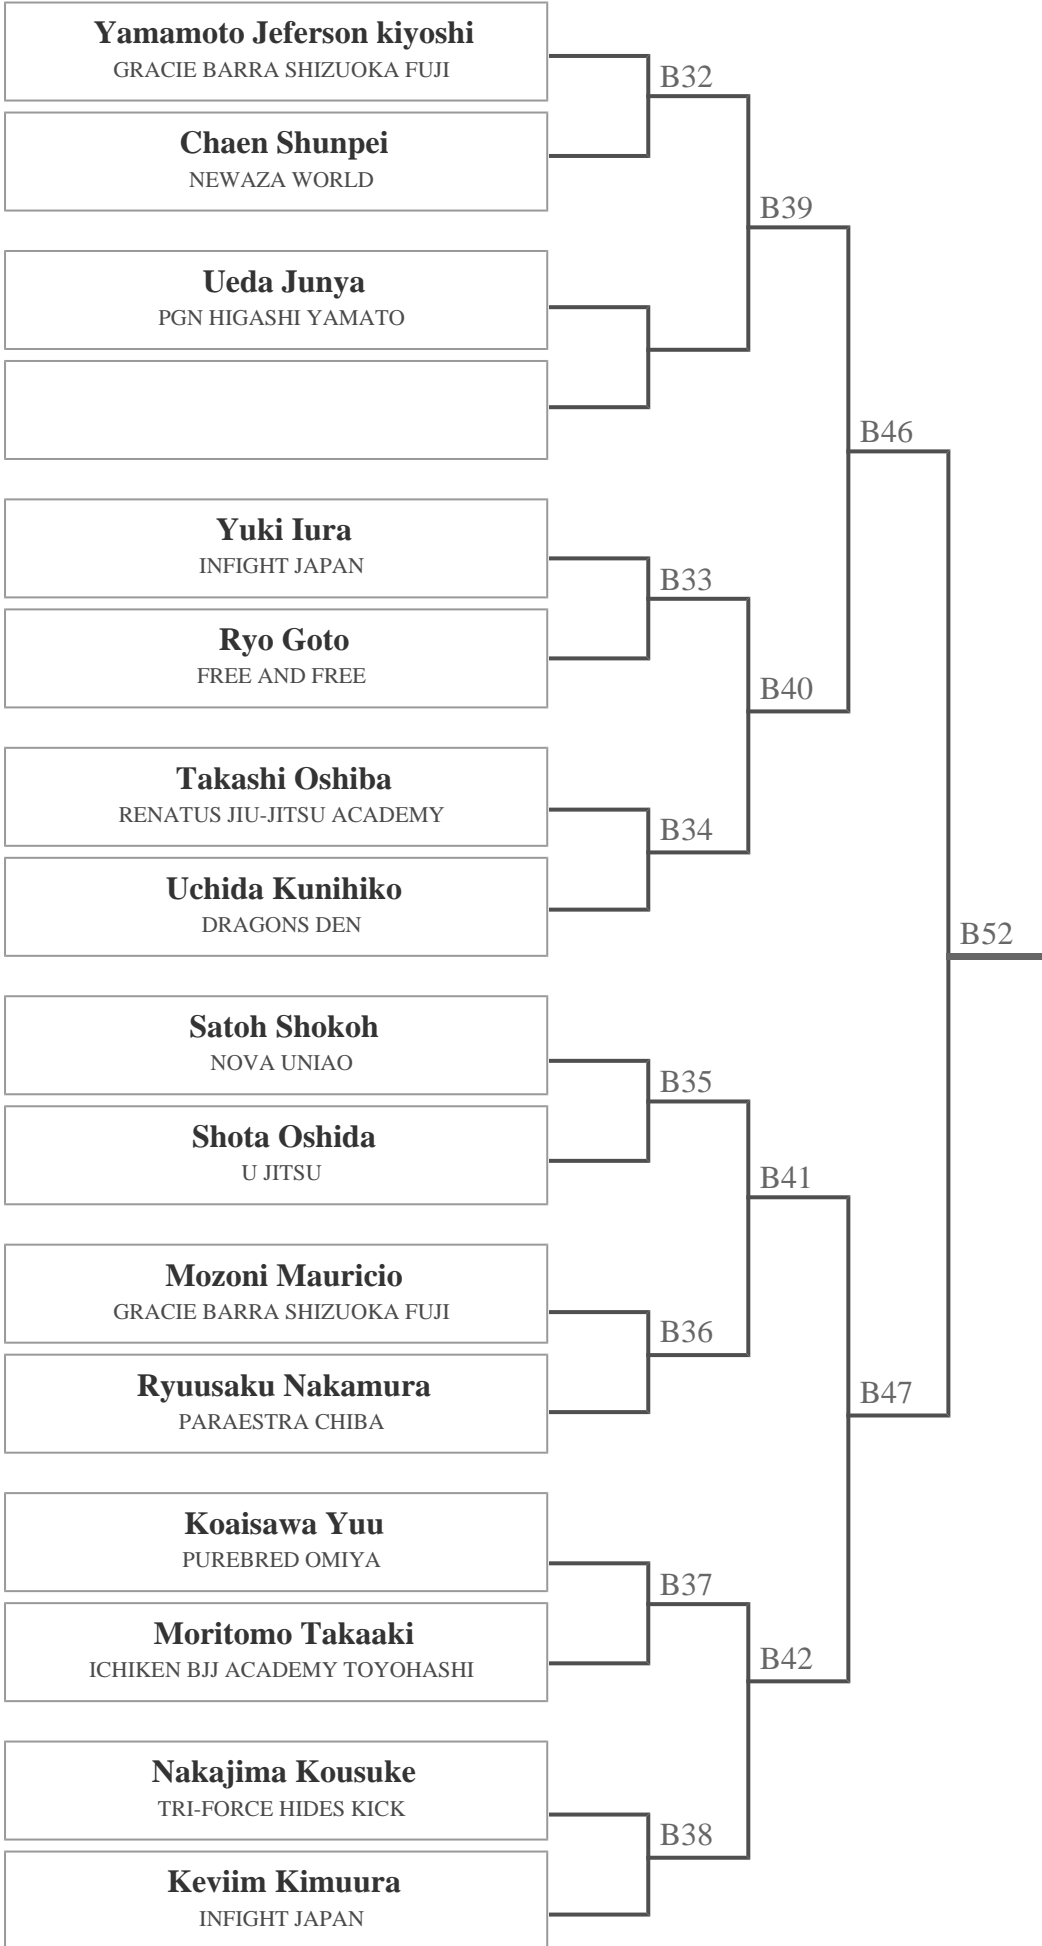 Yamamoto Jeferson kiyoshi
GRACIE BARRA SHIZUOKA FUJI
B32
Chaen Shunpei
NEWAZA WORLD
B39
Ueda Junya
PGN HIGASHI YAMATO
B46
Yuki Iura
INFIGHT JAPAN
B33
Ryo Goto
FREE AND FREE
B40
Takashi Oshiba
RENATUS JIU-JITSU ACADEMY
B34
Uchida Kunihiko
DRAGONS DEN
B52
Satoh Shokoh
NOVA UNIAO
B35
Shota Oshida
U JITSU
B41
Mozoni Mauricio
GRACIE BARRA SHIZUOKA FUJI
B36
Ryuusaku Nakamura
PARAESTRA CHIBA
B47
Koaisawa Yuu
PUREBRED OMIYA
B37
Moritomo Takaaki
ICHIKEN BJJ ACADEMY TOYOHASHI
B42
Nakajima Kousuke
TRI-FORCE HIDES KICK
B38
Keviim Kimuura
INFIGHT JAPAN